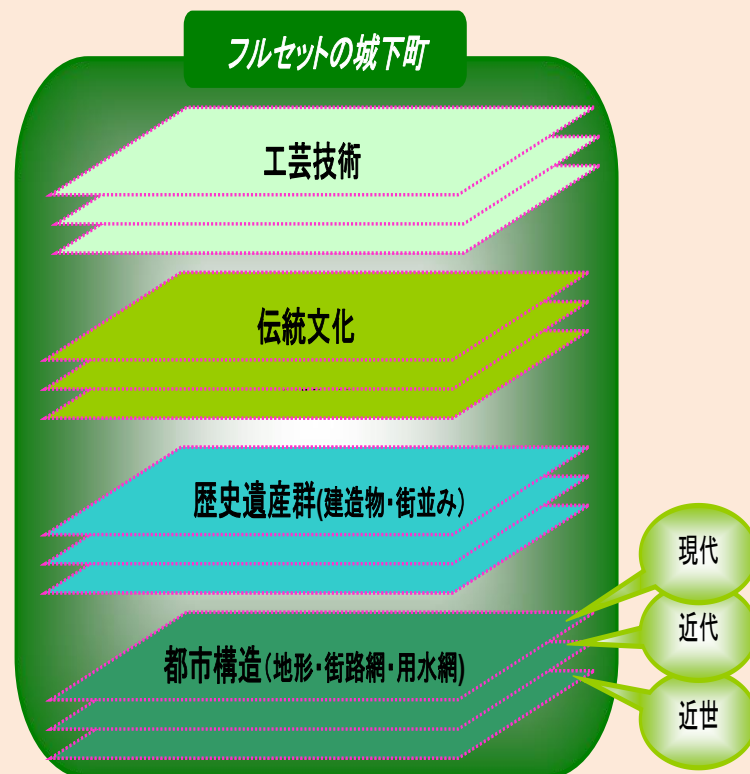 フルセットの城下町
工芸技術
伝統文化
歴史遺産群(建造物・街並み）
現代
近代
都市構造（地形・街路網・用水網)
近世